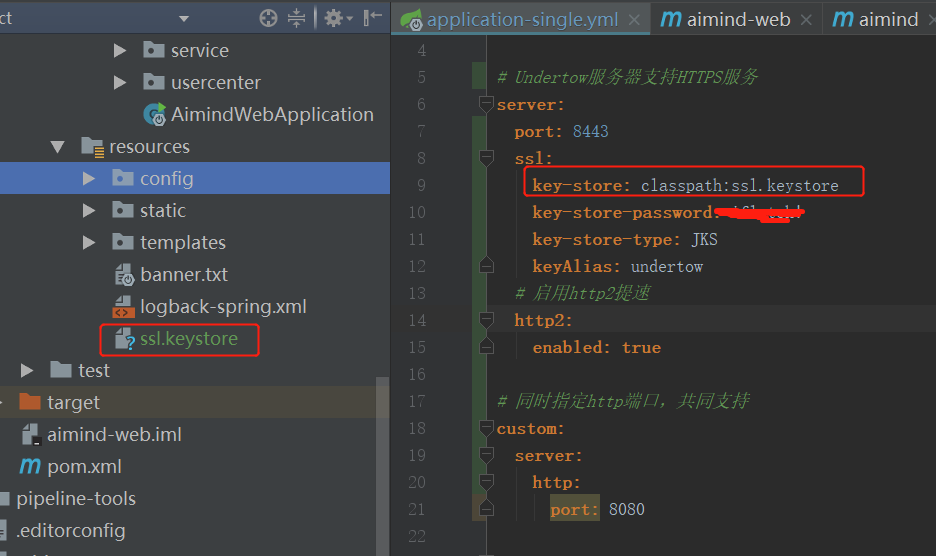 ct
application-single.yml
aimind-web
aimind
service
usercenter
AimindWebApplication
resources
config
static
templates
banner.txt
logback-spring.xml
ssl.keystore
test
target
aimind-web.iml
pom.xml
pipeline-tools
.editorconfig
4
5 # Undertow服务器支持HTTPS服务
6 server:
7 port: 8443
8 ssl:
9 key-store: classpath:ssl.keystore
10 key-store-password:
11 key-store-type: JKS
12 keyAlias: undertow
13 # 启用http2提速
14 http2:
15 enabled: true
16
17 # 同时指定http端口，共同支持
18 custom:
19 server:
20 http:
21 port: 8080
22